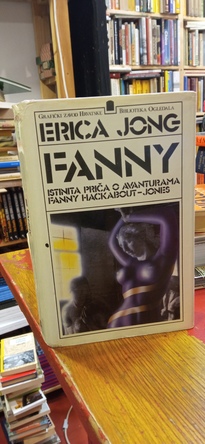 GRAFIČKI ZAVOD HRVATSKE BIBLIOTEKA OGLEDALA
ERICA JONG
FANNY
ISTINITA PRIČA O AVANTURAMA
FANNY HACKABOUT-JONES